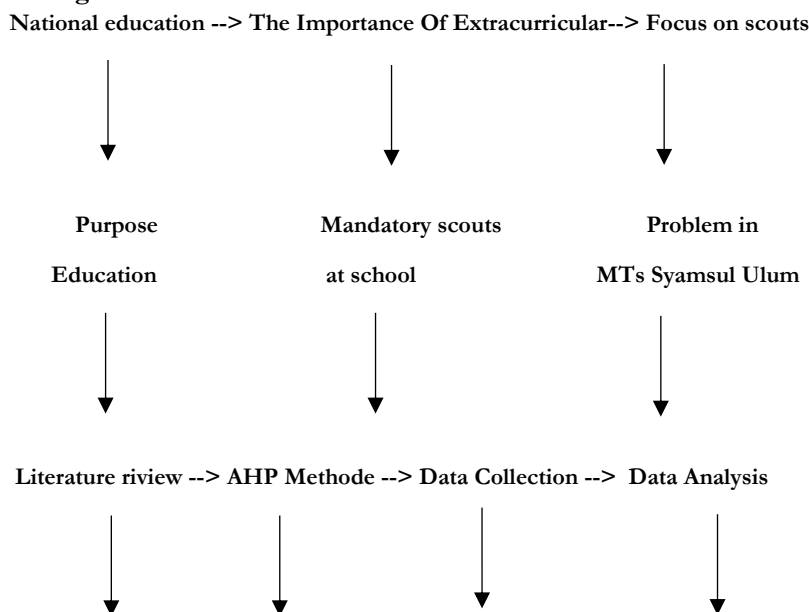 National education --> The Importance Of Extracurricular--> Focus on scouts
Purpose Mandatory scouts Problem in
Education at school MTs Syamsul Ulum
Literature riview --> AHP Methode --> Data Collection --> Data Analysis